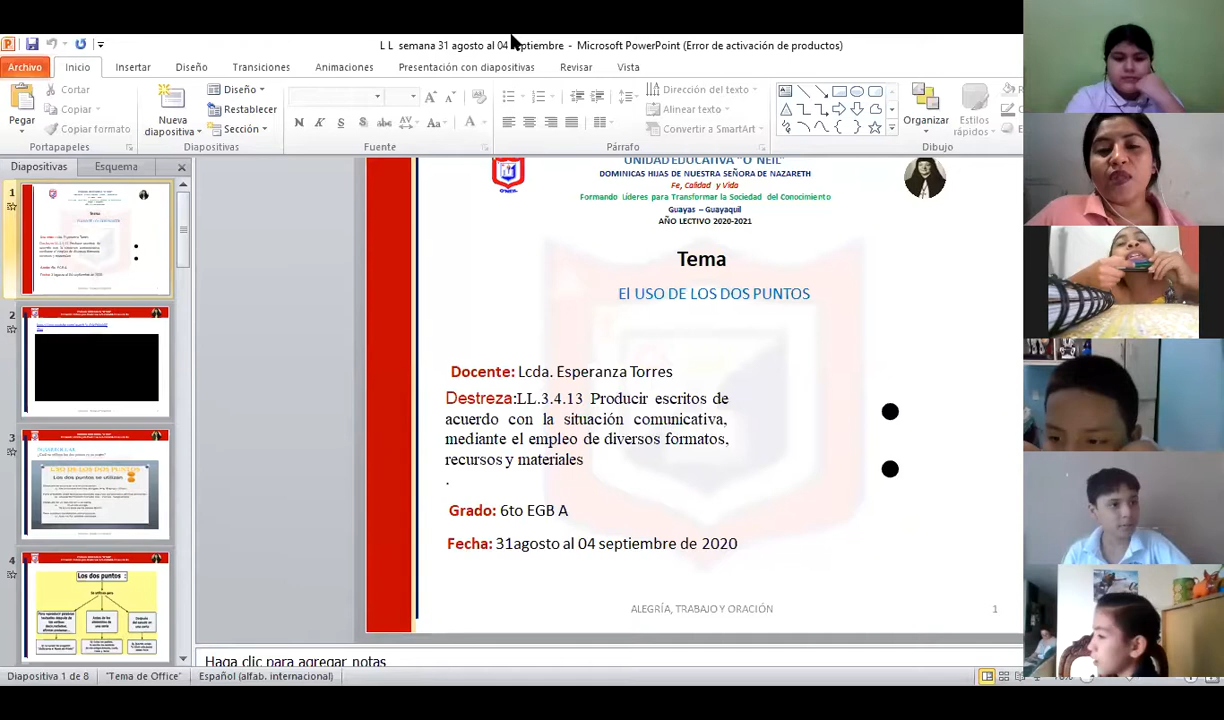 L L semana 31 agosto al 04 septiembre - Microsoft PowerPoint (Error de activación de productos)
Archivo Inicio Insertar Diseño Transiciones Animaciones Presentación con diapositivas Revisar Vista
Pegar
Cortar
Copiar
Copiar formato
Portapapeles
Nueva
diapositiva
Diseño
Restablecer
Sección
Diapositivas
Fuente
Dirección del texto
Alinear texto
Convertir a SmartArt
Párrafo
Organizar
Estilos
rápidos
Dibujo
Diapositivas Esquema
1
2
3
4
Los dos puntos :
UNIDAD EDUCATIVA "O'NEIL"
DOMINICAS HIJAS DE NUESTRA SEÑORA DE NAZARETH
Fe, Calidad y Vida
Formando Líderes para Transformar la Sociedad del Conocimiento
Guayas – Guayaquil
AÑO LECTIVO 2020-2021
O'NEIL
Tema
El USO DE LOS DOS PUNTOS
Docente: Lcda. Esperanza Torres
Destreza:LL.3.4.13 Producir escritos de
acuerdo con la situación comunicativa,
mediante el empleo de diversos formatos,
recursos y materiales
.
Grado: 6to EGB A
Fecha: 31agosto al 04 septiembre de 2020
ALEGRÍA, TRABAJO Y ORACIÓN 1
Haga clic para agregar notas
Diapositiva 1 de 8 "Tema de Office" Español (alfab. internacional)